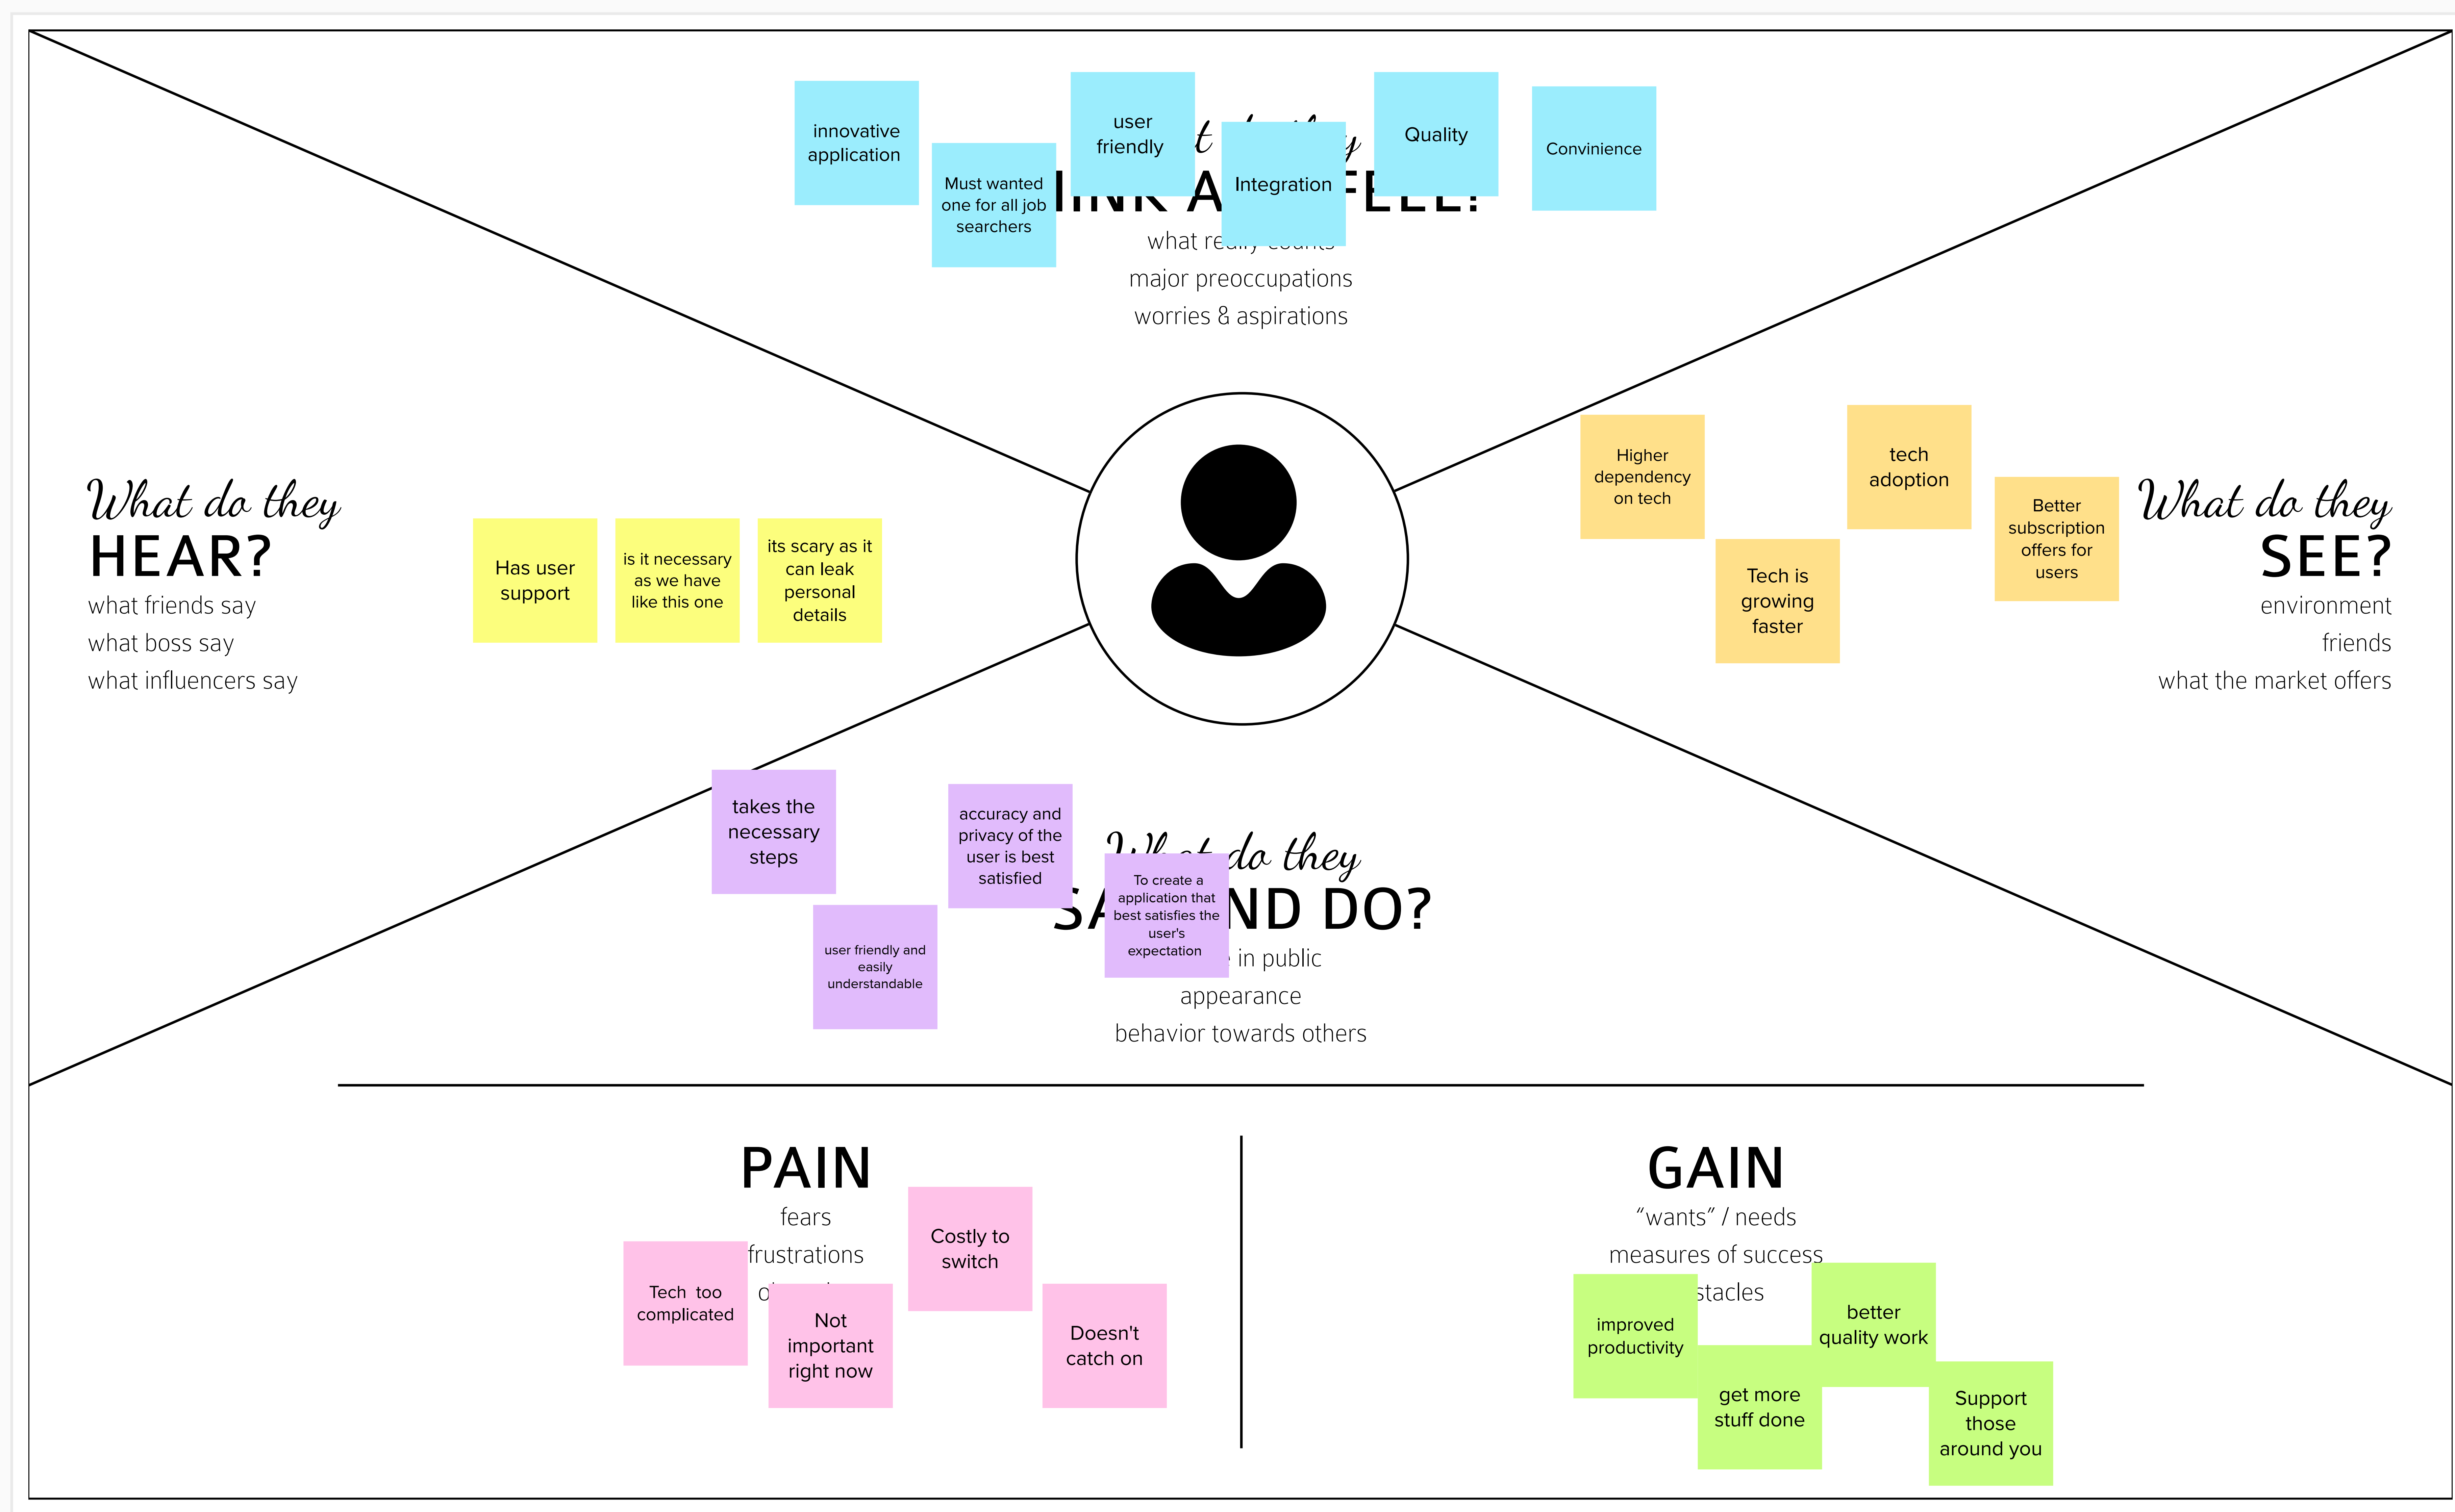 innovative
application
Must wanted
one for all job
searchers
user
friendly
Integration
Quality
Convinience
what
major preoccupations
worries & aspirations
What do they
HEAR?
what friends say
what boss say
what influencers say
Has user
support
is it necessary
as we have
like this one
its scary as it
can leak
personal
details
Higher
dependency
on tech
Tech is
growing
faster
tech
adoption
Better
subscription
offers for
users
What do they
SEE?
environment
friends
what the market offers
takes the
necessary
steps
user friendly and
easily
understandable
accuracy and
privacy of the
user is best
satisfied
To create a
application that
best satisfies the
user's
expectation
What do they
DO?
in public
appearance
behavior towards others
PAIN
fears
frustrations
Tech too
complicated
Not
important
right now
Costly to
switch
Doesn't
catch on
GAIN
“wants” / needs
measures of success
improved
productivity
get more
stuff done
better
quality work
Support
those
around you